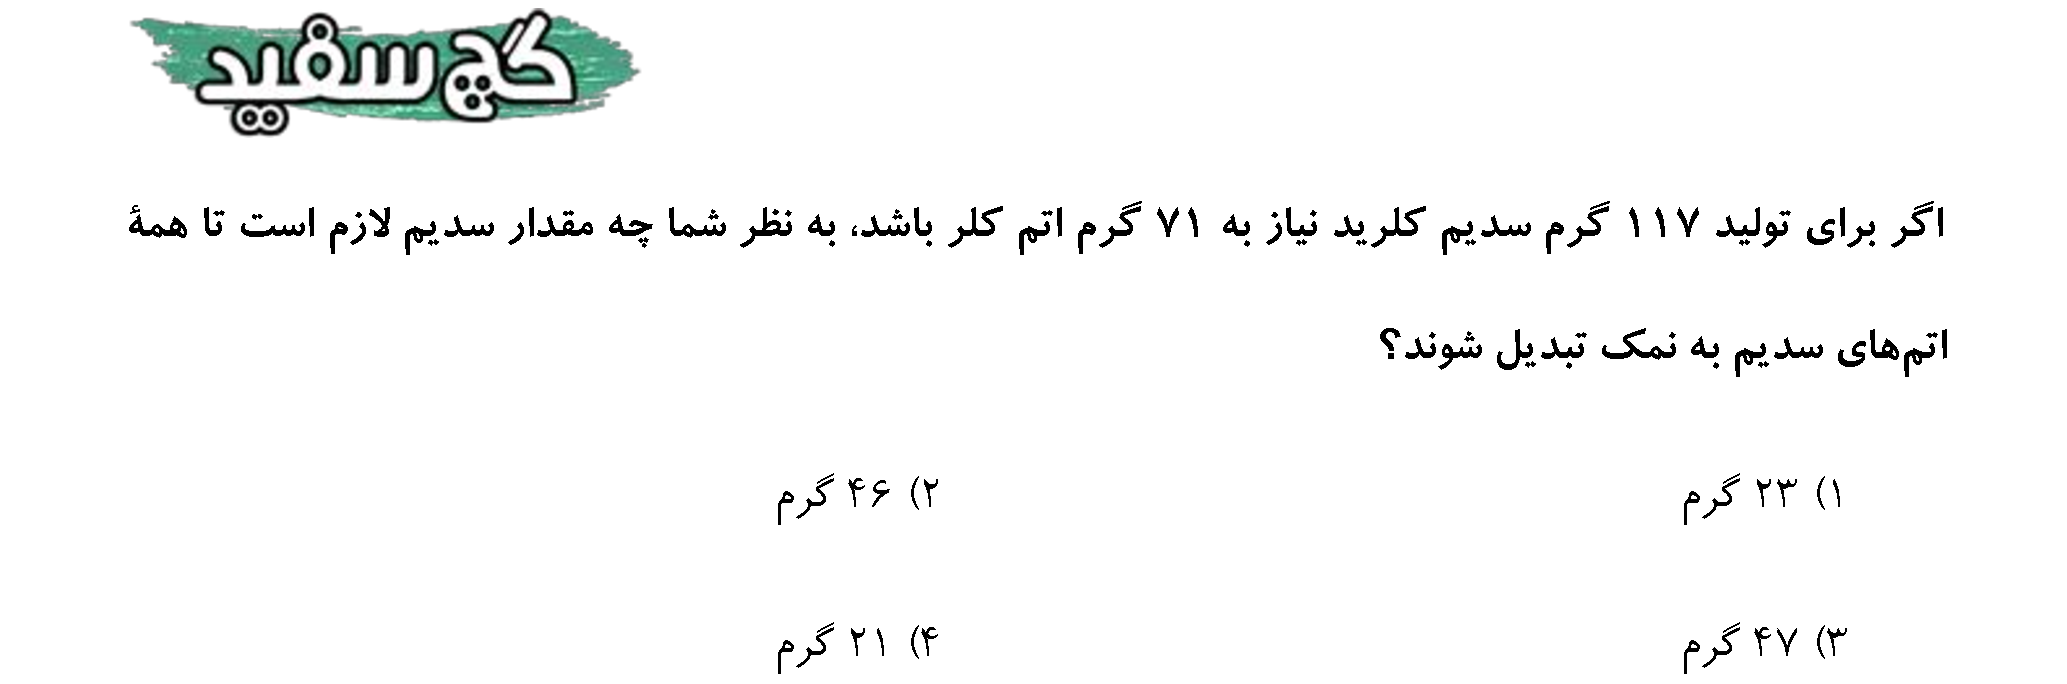 گچ سفید
اگر برای تولید ۱۱۷ گرم سدیم کلرید نیاز به ۷۱ گرم اتم کلر باشد، به نظر شما چه مقدار سدیم لازم است تا همهٔ
اتم‌های سدیم به نمک تبدیل شوند؟
۱) ۲۳ گرم ۲) ۴۶ گرم
۳) ۴۷ گرم ۴) ۲۱ گرم